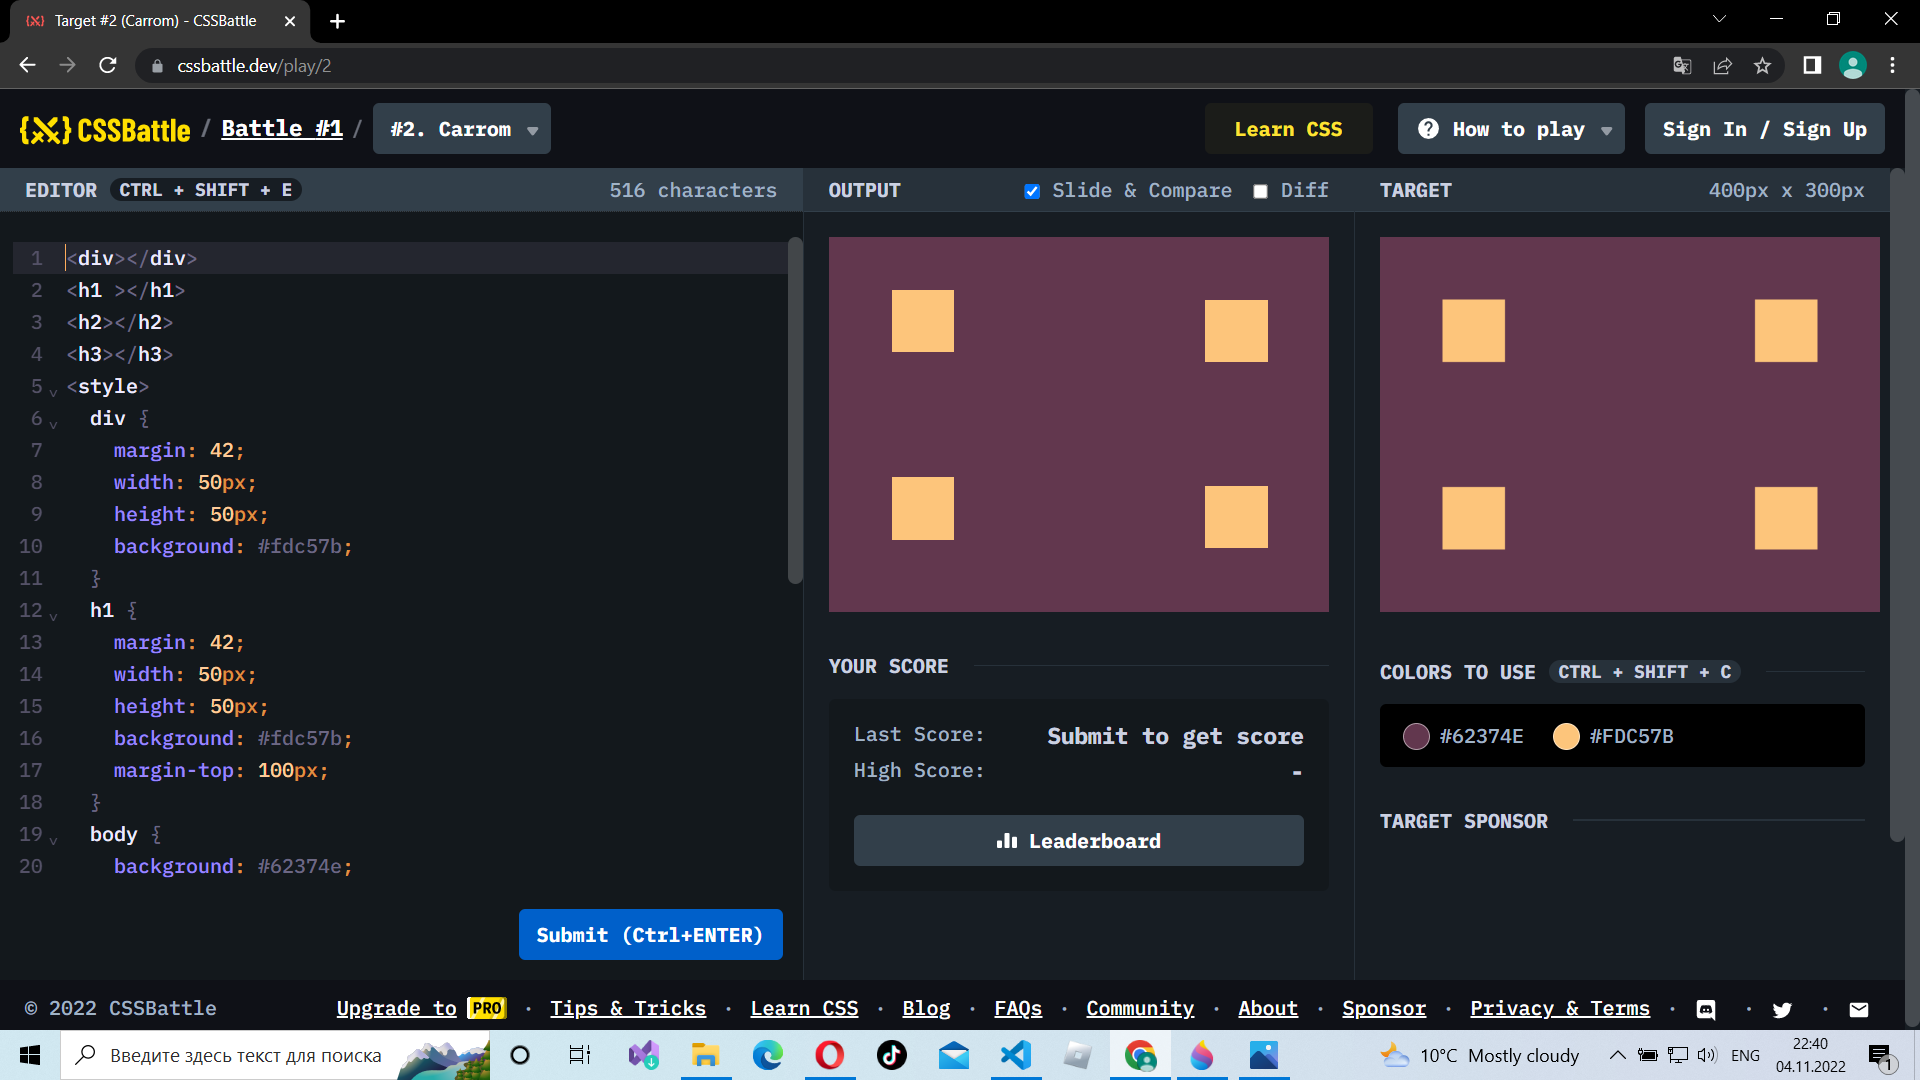 Target #2 (Carrom) - CSSBattle
cssbattle.dev/play/2
{X} CSSBattle / Battle #1 / #2. Carrom
Learn CSS
How to play
Sign In / Sign Up
EDITOR CTRL + SHIFT + E 516 characters
OUTPUT Slide & Compare Diff
TARGET 400px x 300px
1 <div></div>
2 <h1 ></h1>
3 <h2></h2>
4 <h3></h3>
5 <style>
6 div {
7 margin: 42;
8 width: 50px;
9 height: 50px;
10 background: #fdc57b;
11 }
12 h1 {
13 margin: 42;
14 width: 50px;
15 height: 50px;
16 background: #fdc57b;
17 margin-top: 100px;
18 }
19 body {
20 background: #62374e;
Submit (Ctrl+ENTER)
YOUR SCORE
Last Score: Submit to get score
High Score: -
Leaderboard
COLORS TO USE CTRL + SHIFT + C
#62374E #FDC57B
TARGET SPONSOR
© 2022 CSSBattle
Upgrade to PRO · Tips & Tricks · Learn CSS · Blog · FAQs · Community · About · Sponsor · Privacy & Terms
Введите здесь текст для поиска
10°C Mostly cloudy
ENG
22:40
04.11.2022
1